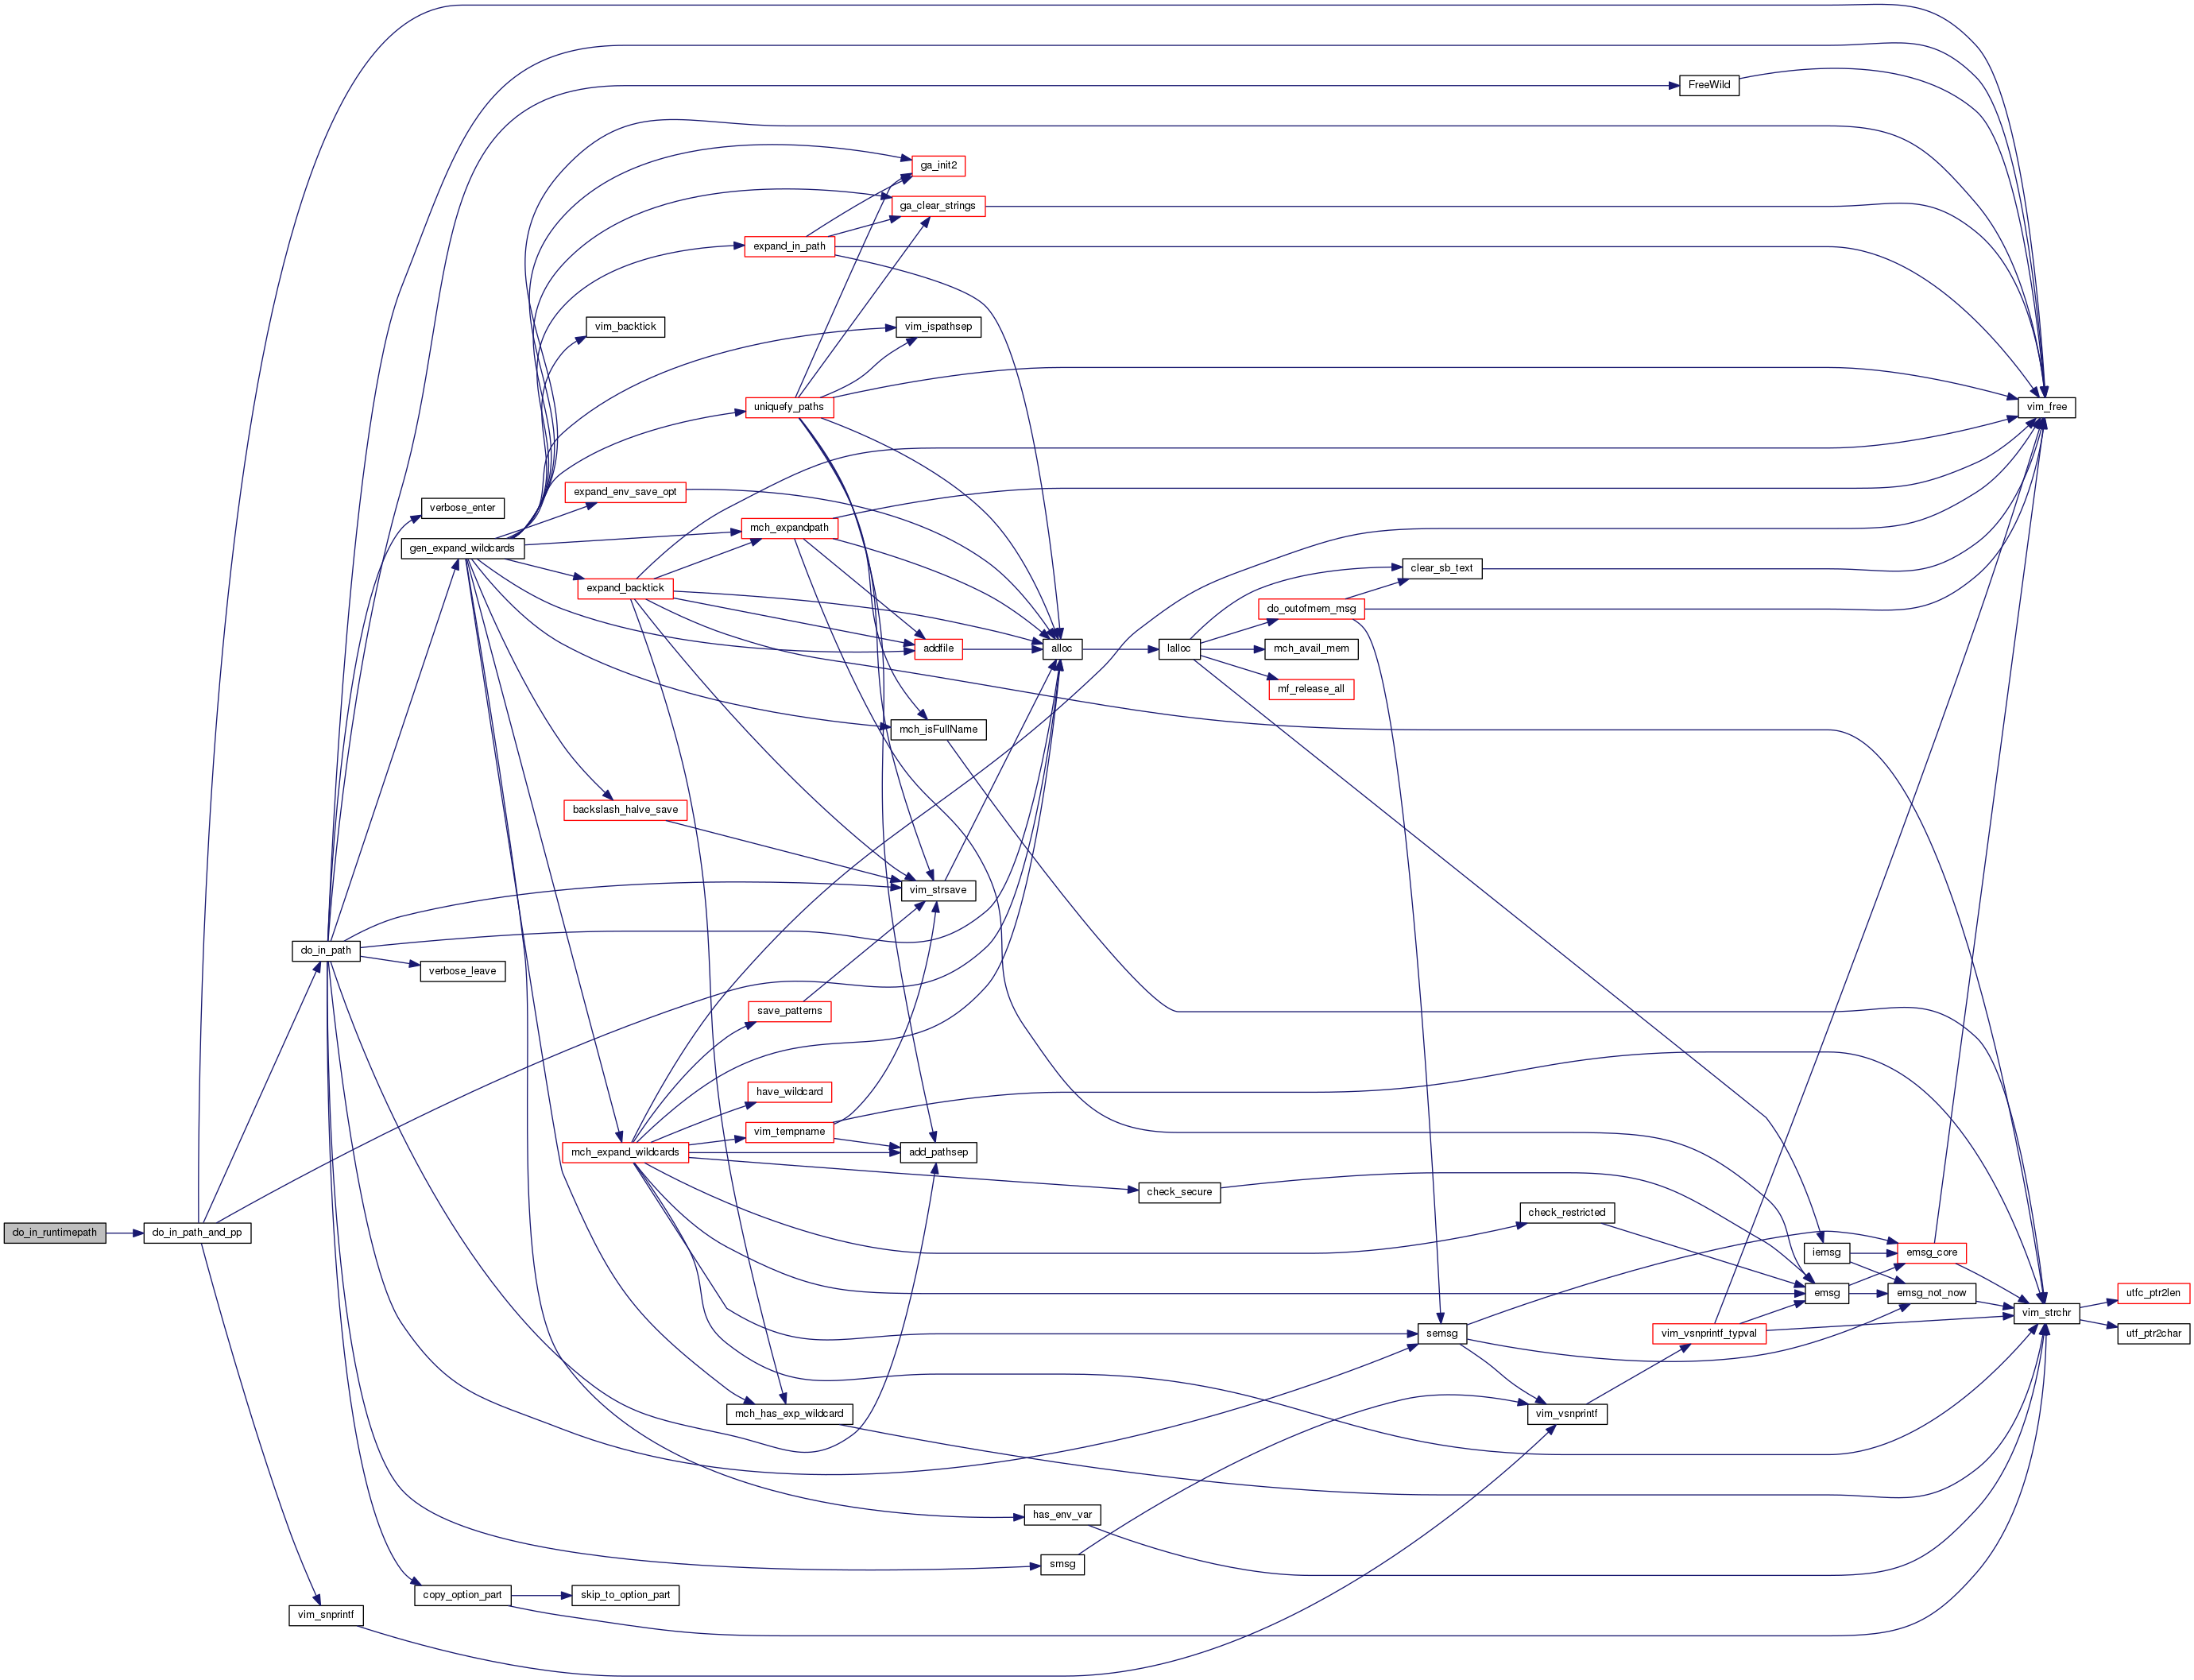 FreeWild
ga_init2
ga_clear_strings
expand_in_path
vim_backtick
vim_ispathsep
uniquefy_paths
vim_free
expand_env_save_opt
verbose_enter
mch_expandpath
gen_expand_wildcards
clear_sb_text
expand_backtick
do_outofmem_msg
addfile
alloc
lalloc
mch_avail_mem
mf_release_all
mch_isFullName
backslash_halve_save
vim_strsave
do_in_path
verbose_leave
save_patterns
have_wildcard
vim_tempname
mch_expand_wildcards
add_pathsep
check_secure
check_restricted
do_in_runtimepath
do_in_path_and_pp
iemsg
emsg_core
emsg
emsg_not_now
utfc_ptr2len
vim_strchr
semsg
vim_vsnprintf_typval
utf_ptr2char
mch_has_exp_wildcard
vim_vsnprintf
has_env_var
smsg
copy_option_part
skip_to_option_part
vim_snprintf